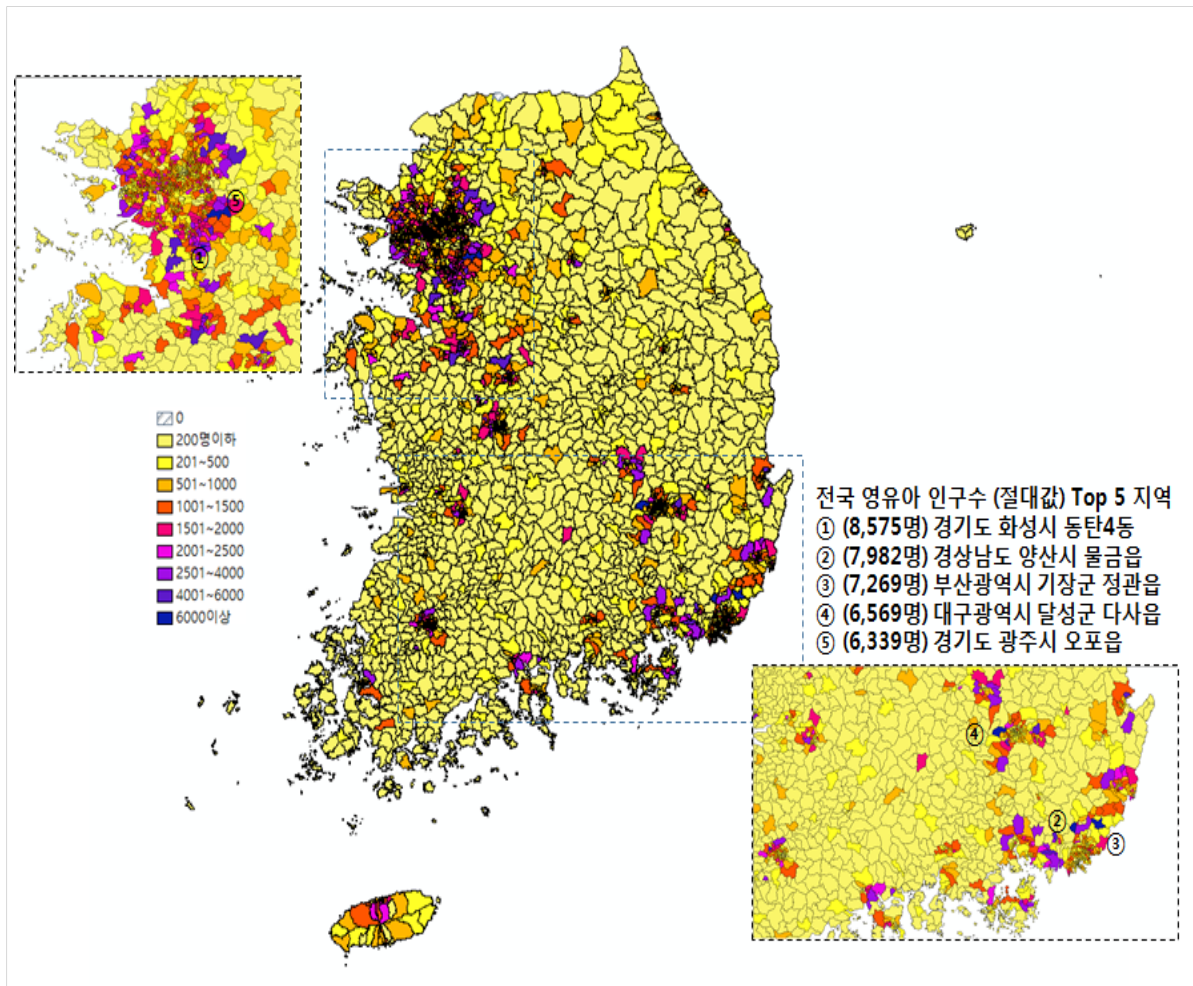 ⑤
①
0
200명이하
201~500
501~1000
1001~1500
1501~2000
2001~2500
2501~4000
4001~6000
6000이상
전국 영유아 인구수 (절대값) Top 5 지역
① (8,575명) 경기도 화성시 동탄4동
② (7,982명) 경상남도 양산시 물금읍
③ (7,269명) 부산광역시 기장군 정관읍
④ (6,569명) 대구광역시 달성군 다사읍
⑤ (6,339명) 경기도 광주시 오포읍
④
②
③